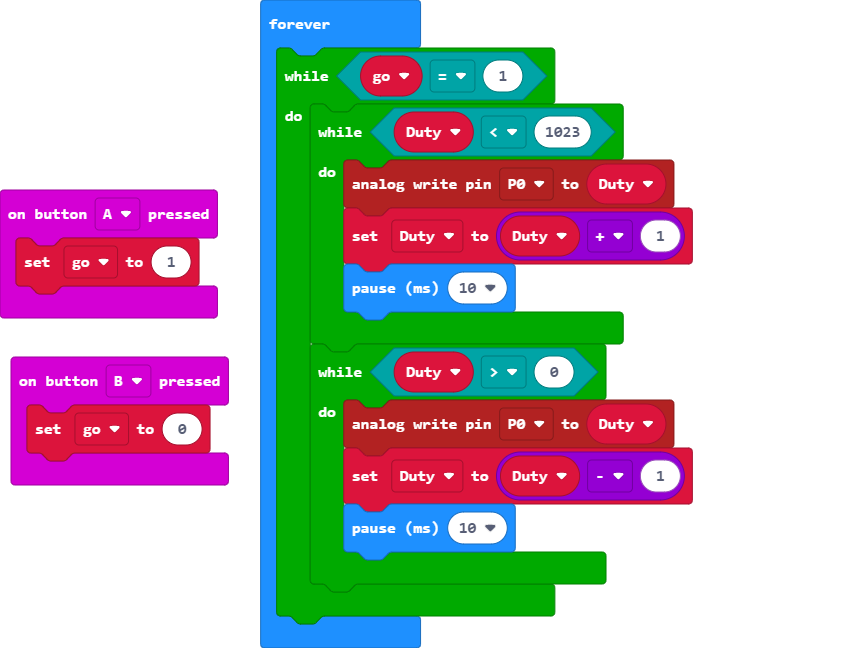 forever
while go = 1
do
while Duty < 1023
do
analog write pin P0 to Duty
set Duty to Duty + 1
pause (ms) 10
while Duty > 0
do
analog write pin P0 to Duty
set Duty to Duty - 1
pause (ms) 10
on button A pressed
set go to 1
on button B pressed
set go to 0